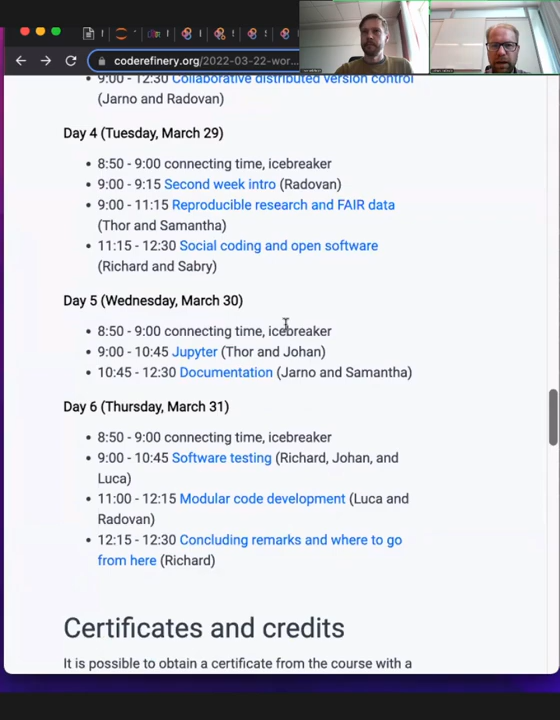 coderefinery.org/2022-03-22-wor...
9:00 - 12:30 Collaborative distributed version control
(Jarno and Radovan)
Day 4 (Tuesday, March 29)
8:50 - 9:00 connecting time, icebreaker
9:00 - 9:15 Second week intro (Radovan)
9:00 - 11:15 Reproducible research and FAIR data
(Thor and Samantha)
11:15 - 12:30 Social coding and open software
(Richard and Sabry)
Day 5 (Wednesday, March 30)
8:50 - 9:00 connecting time, icebreaker
9:00 - 10:45 Jupyter (Thor and Johan)
10:45 - 12:30 Documentation (Jarno and Samantha)
Day 6 (Thursday, March 31)
8:50 - 9:00 connecting time, icebreaker
9:00 - 10:45 Software testing (Richard, Johan, and
Luca)
11:00 - 12:15 Modular code development (Luca and
Radovan)
12:15 - 12:30 Concluding remarks and where to go
from here (Richard)
Certificates and credits
It is possible to obtain a certificate from the course with a